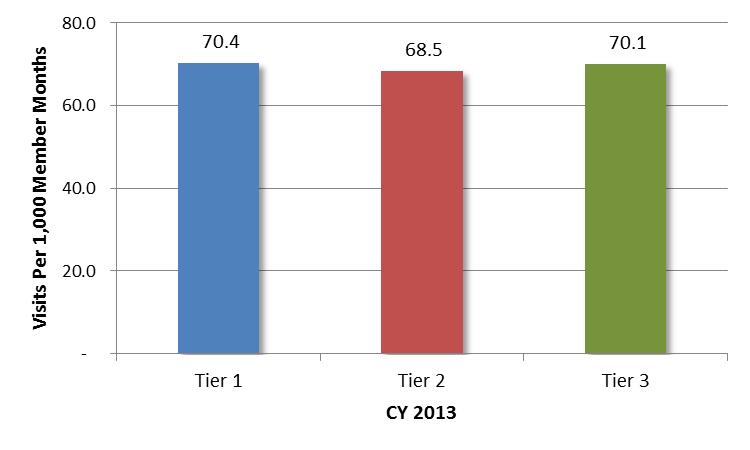 Visits Per 1,000 Member Months
80.0
60.0
40.0
20.0
-
70.4
68.5
70.1
Tier 1
Tier 2
Tier 3
CY 2013